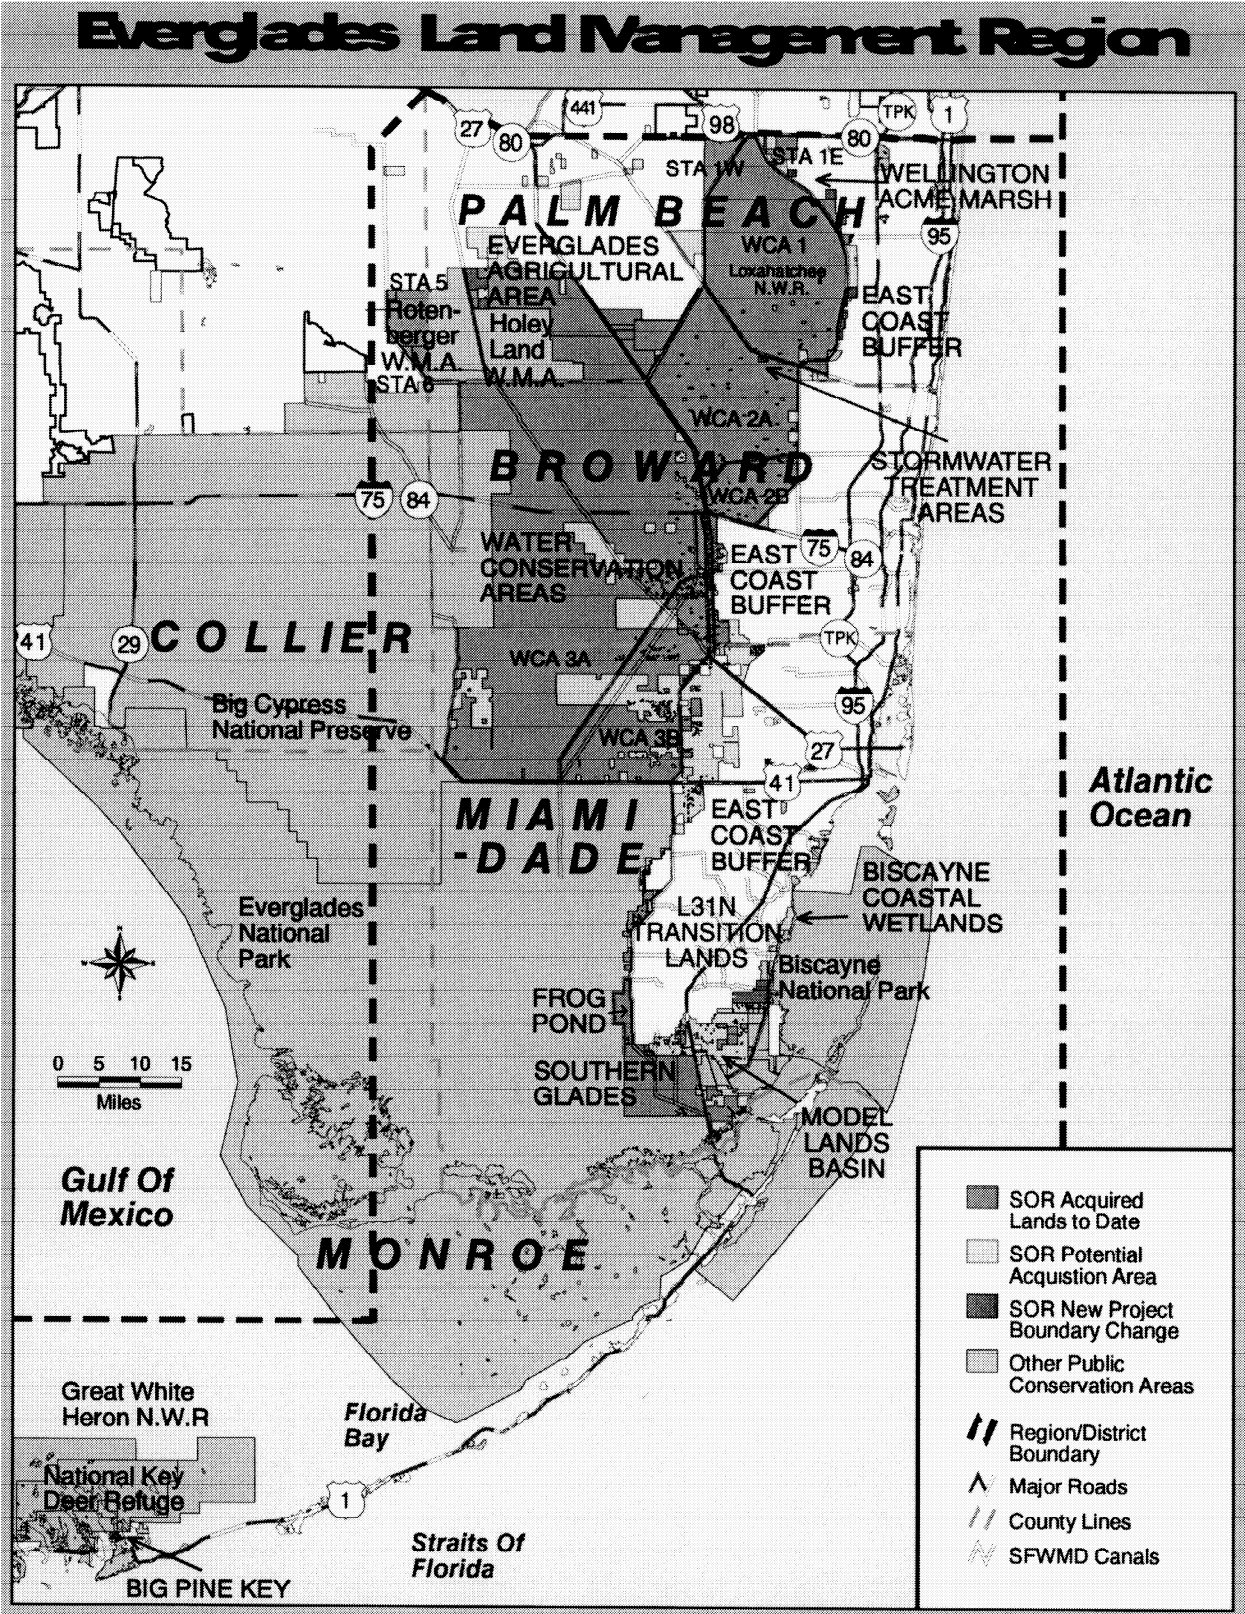 Everglades Land Management Region
441
TPK
1
27
80
98
80
STA 1W
STA 1E
WELLINGTON
ACME MARSH
PALM BEACH
95
EVERGLADES
AGRICULTURAL
AREA
WCA 1
Loxahatchee
N.W.R.
STA 5
Roten-
berger
W.M.A.
STA 6
Holey
Land
W.M.A.
EAST
COAST
BUFFER
WCA 2A
BROWARD
STORMWATER
TREATMENT
AREAS
75
84
WCA 2B
WATER
CONSERVATION
AREAS
EAST
COAST
BUFFER
75
84
41
29
COLLIER
TPK
WCA 3A
95
Big Cypress
National Preserve
WCA 3B
27
41
Atlantic
Ocean
MIAMI
-DADE
EAST
COAST
BUFFER
BISCAYNE
COASTAL
WETLANDS
Everglades
National
Park
L31N
TRANSITION
LANDS
Biscayne
National Park
N
W
E
S
FROG
POND
0 5 10 15
Miles
SOUTHERN
GLADES
MODEL
LANDS
BASIN
Gulf Of
Mexico
MONROE
SOR Acquired
Lands to Date
SOR Potential
Acquistion Area
SOR New Project
Boundary Change
Other Public
Conservation Areas
Region/District
Boundary
Major Roads
County Lines
SFWMD Canals
Great White
Heron N.W.R
Florida
Bay
National Key
Deer Refuge
1
Straits Of
Florida
BIG PINE KEY